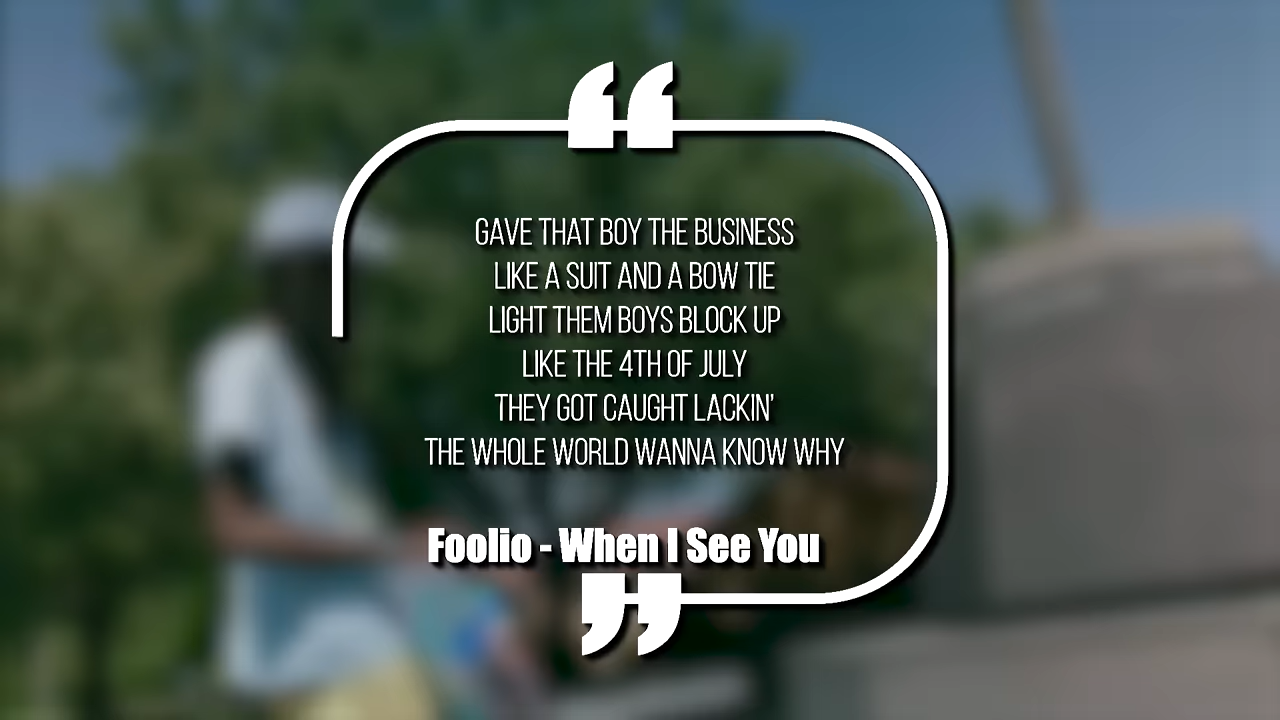 GAVE THAT BOY THE BUSINESS
LIKE A SUIT AND A BOW TIE
LIGHT THEM BOYS BLOCK UP
LIKE THE 4TH OF JULY
THEY GOT CAUGHT LACKIN'
THE WHOLE WORLD WANNA KNOW WHY
Foolio - When I See You